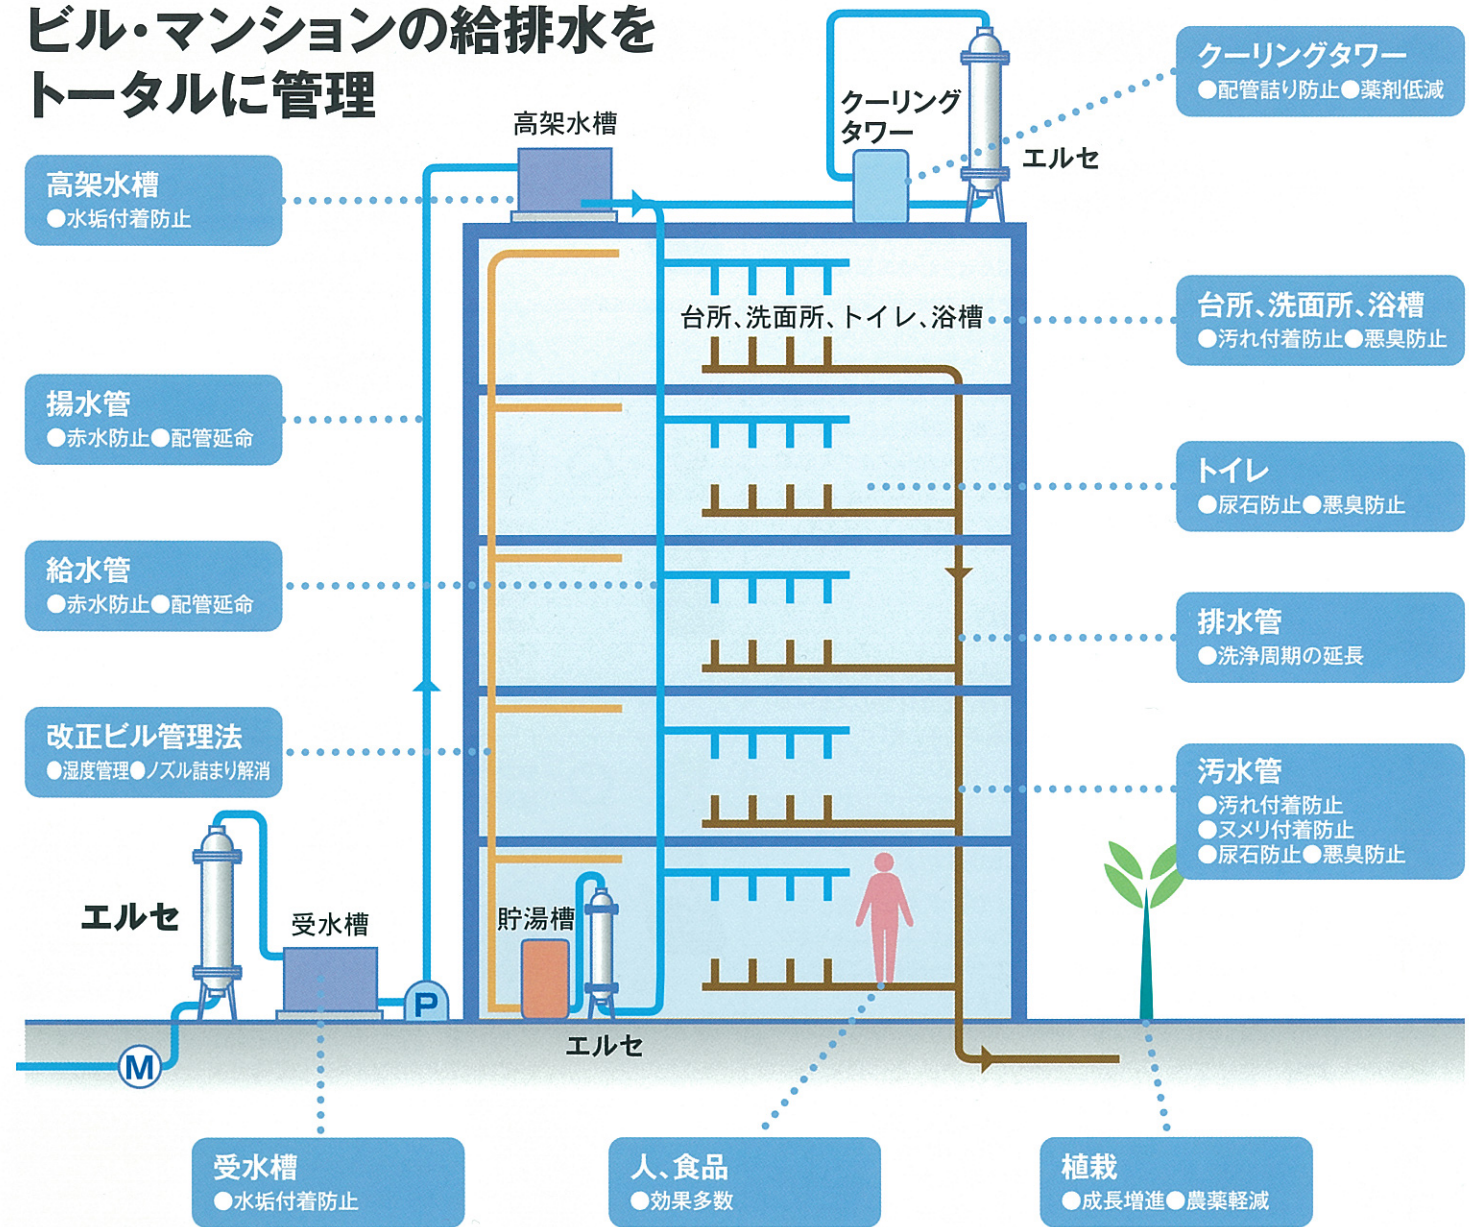 ビル・マンションの給排水を
トータルに管理
高架水槽
クーリング
タワー
エルセ
クーリングタワー
●配管詰り防止●薬剤低減
高架水槽
●水垢付着防止
台所、洗面所、トイレ、浴槽
台所、洗面所、浴槽
●汚れ付着防止●悪臭防止
揚水管
●赤水防止●配管延命
トイレ
●尿石防止●悪臭防止
給水管
●赤水防止●配管延命
排水管
●洗浄周期の延長
改正ビル管理法
●湿度管理●ノズル詰まり解消
汚水管
●汚れ付着防止
●ヌメリ付着防止
●尿石防止●悪臭防止
エルセ
受水槽
貯湯槽
P
エルセ
M
受水槽
●水垢付着防止
人、食品
●効果多数
植栽
●成長増進●農薬軽減